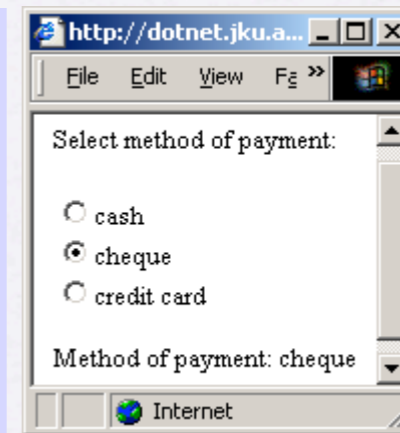 http://dotnet.jku.a...
File Edit View Fa »
Select method of payment:
cash
cheque
credit card
Method of payment: cheque
Internet